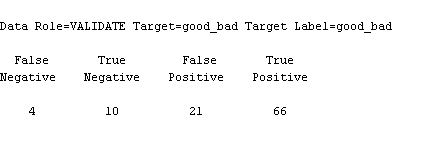 Data Role=VALIDATE Target=good_bad Target Label=good_bad
False True False True
Negative Negative Positive Positive
4 10 21 66